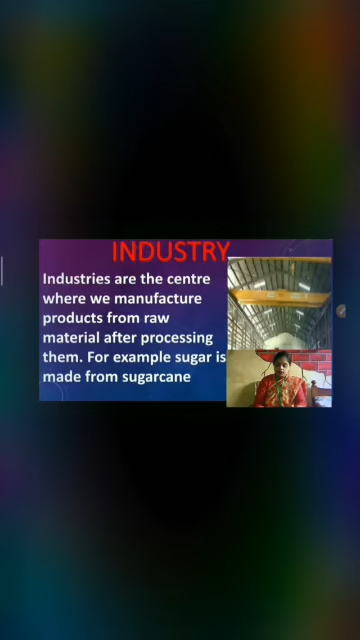 INDUSTRY
Industries are the centre
where we manufacture
products from raw
material after processing
them. For example sugar is
made from sugarcane